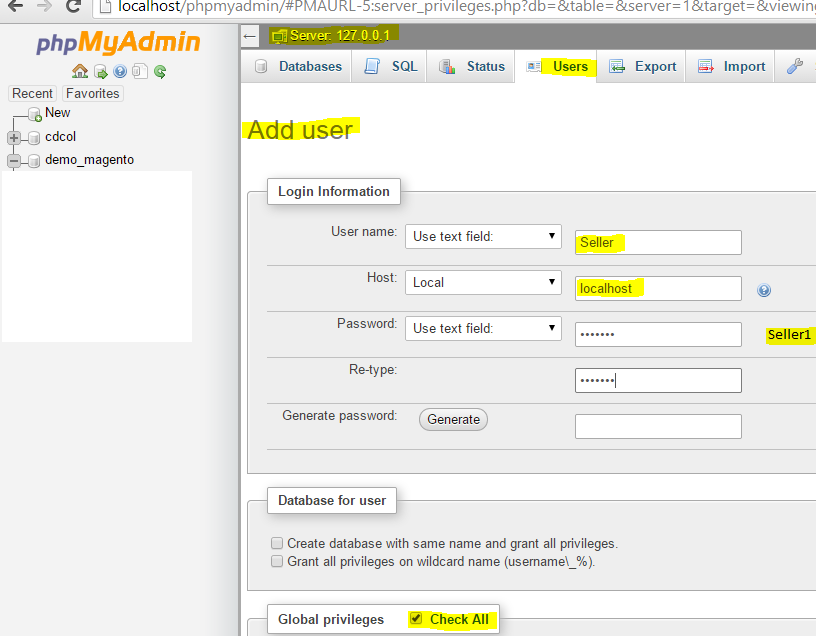 localhost/phpmyadmin/#PMAURL-5:server_privileges.php?db=&table=&server=1&target=&viewing
phpMyAdmin
Recent Favorites
New
cdcol
demo_magento
Server: 127.0.0.1
Databases SQL Status Users Export Import
Add user
Login Information
User name: Use text field: Seller
Host: Local localhost
Password: Use text field: ······· Seller1
Re-type: ·······
Generate password: Generate
Database for user
Create database with same name and grant all privileges.
Grant all privileges on wildcard name (username\_%).
Global privileges Check All